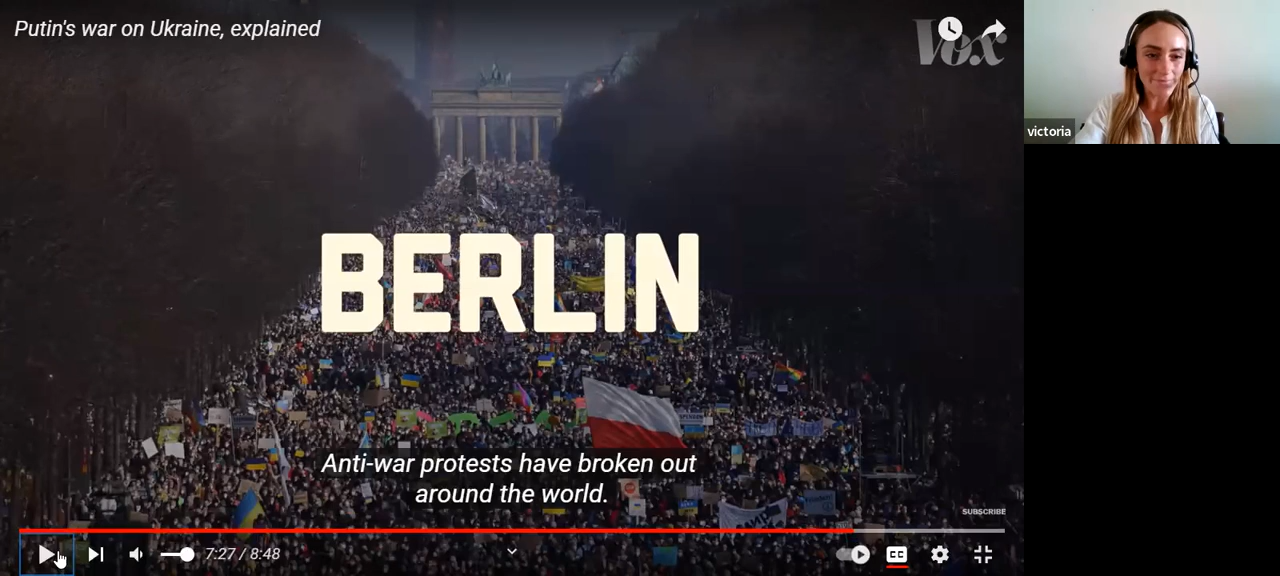 Putin's war on Ukraine, explained
Vox
victoria
BERLIN
Anti-war protests have broken out
around the world.
SUBSCRIBE
7:27 / 8:48
CC